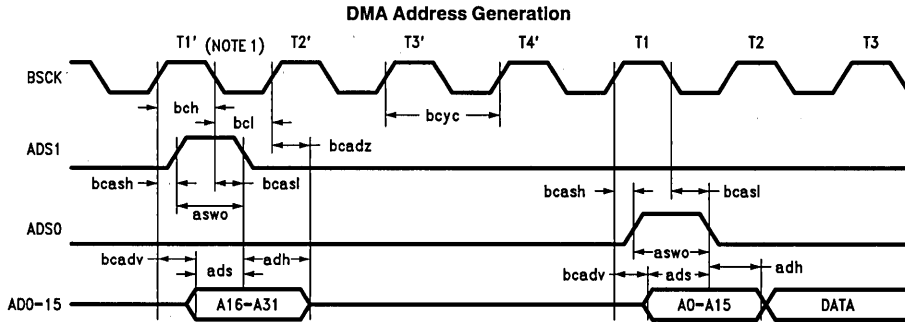 DMA Address Generation
T1' (NOTE 1) T2' T3' T4' T1 T2 T3
BSCK
bch
bcl
bcyc
bcadz
ADS1
bcash bcasl
aswo
bcash bcasl
ADS0
aswo
bcadv adh
ads
bcadv ads adh
AD0-15 A16-A31 A0-A15 DATA